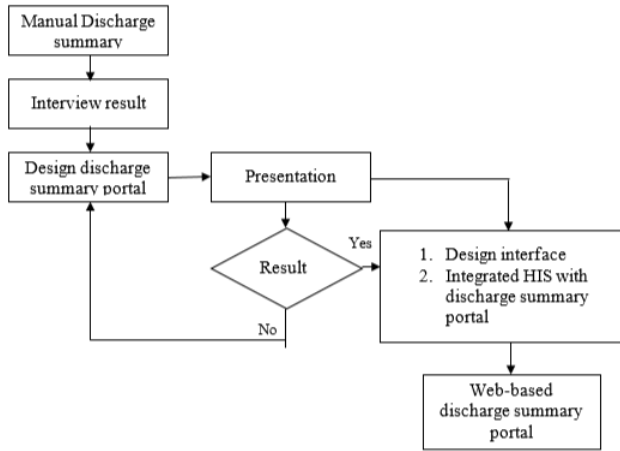 Manual Discharge
summary
Interview result
Design discharge
summary portal
Presentation
Result
Yes
No
1. Design interface
2. Integrated HIS with
discharge summary
portal
Web-based
discharge summary
portal